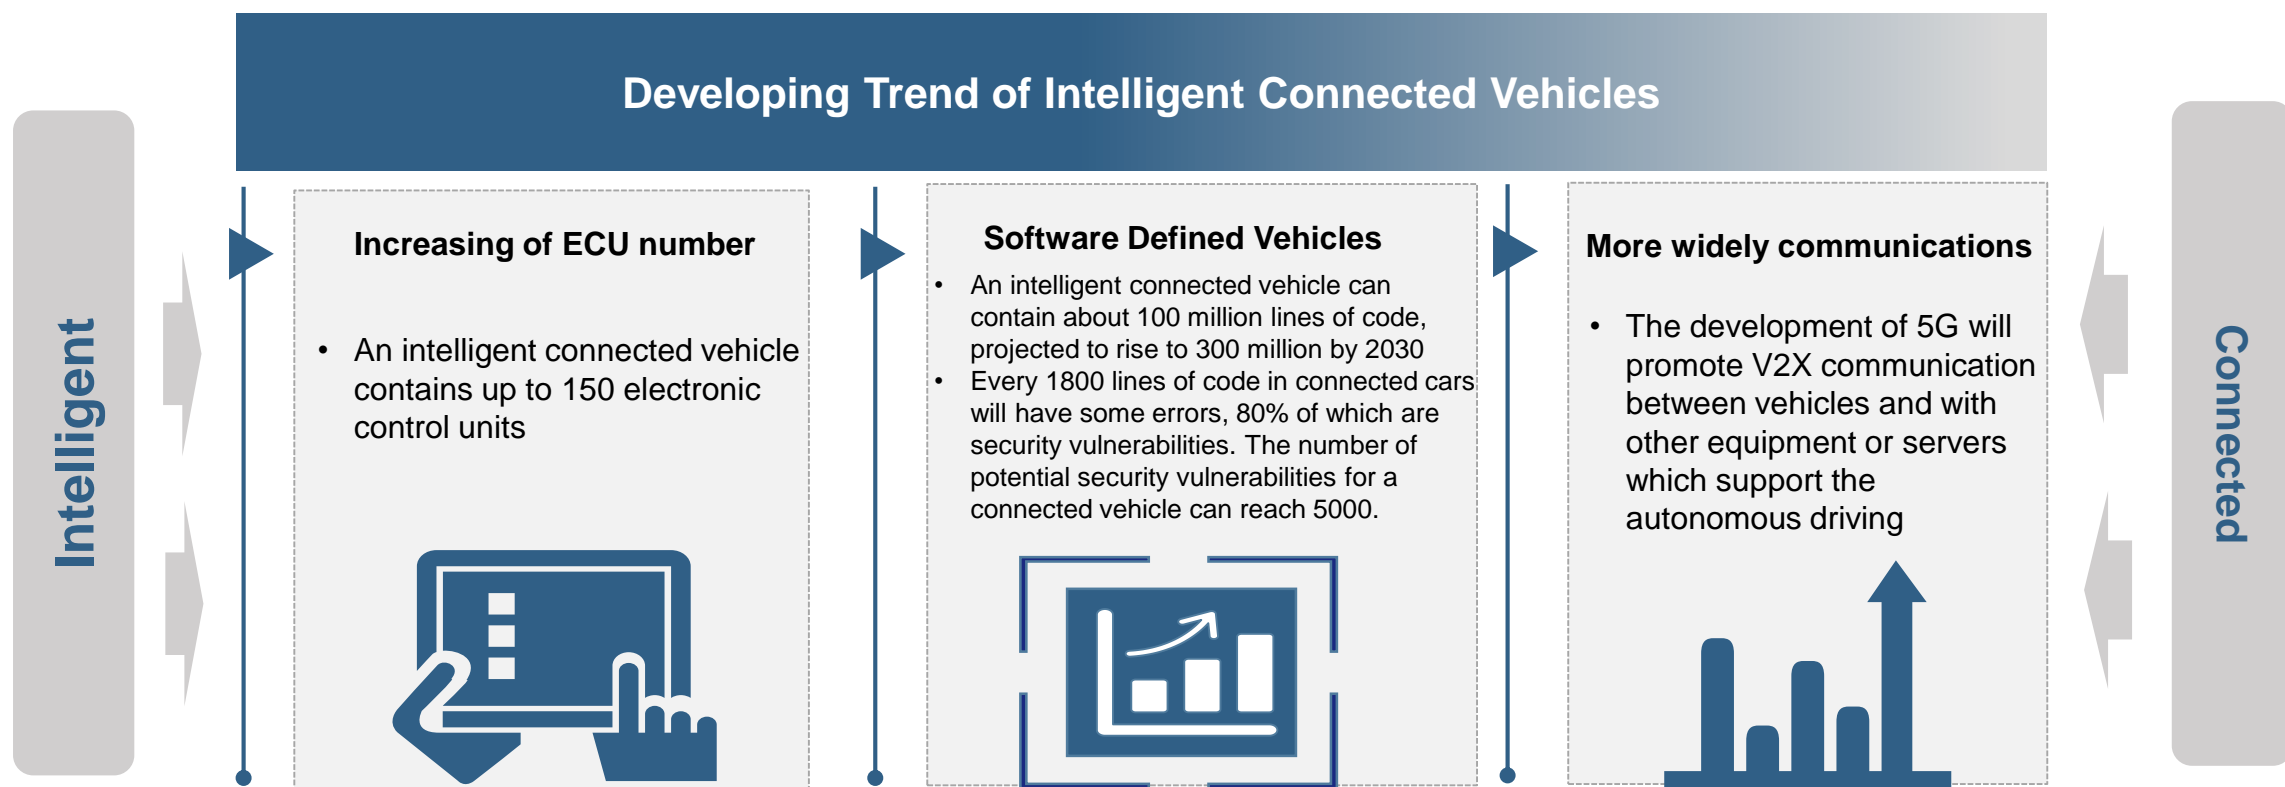 Developing Trend of Intelligent Connected Vehicles
Intelligent
Increasing of ECU number
• An intelligent connected vehicle
contains up to 150 electronic
control units
Software Defined Vehicles
• An intelligent connected vehicle can
contain about 100 million lines of code,
projected to rise to 300 million by 2030
• Every 1800 lines of code in connected cars
will have some errors, 80% of which are
security vulnerabilities. The number of
potential security vulnerabilities for a
connected vehicle can reach 5000.
More widely communications
• The development of 5G will
promote V2X communication
between vehicles and with
other equipment or servers
which support the
autonomous driving
Connected